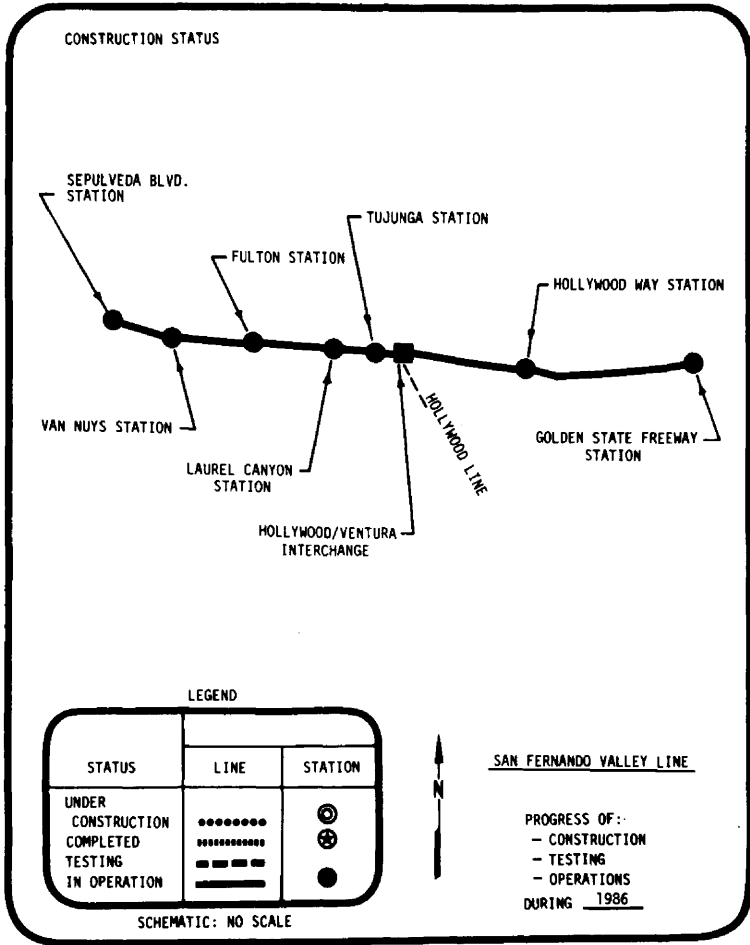 CONSTRUCTION STATUS
SEPULVEDA BLVD.
STATION
TUJUNGA STATION
FULTON STATION
HOLLYWOOD WAY STATION
VAN NUYS STATION
HOLLYWOOD LINE
GOLDEN STATE FREEWAY
STATION
LAUREL CANYON
STATION
HOLLYWOOD/VENTURA
INTERCHANGE
LEGEND
STATUS LINE STATION
UNDER
CONSTRUCTION
COMPLETED
TESTING
IN OPERATION
SCHEMATIC: NO SCALE
N
SAN FERNANDO VALLEY LINE
PROGRESS OF:
- CONSTRUCTION
- TESTING
- OPERATIONS
DURING 1986